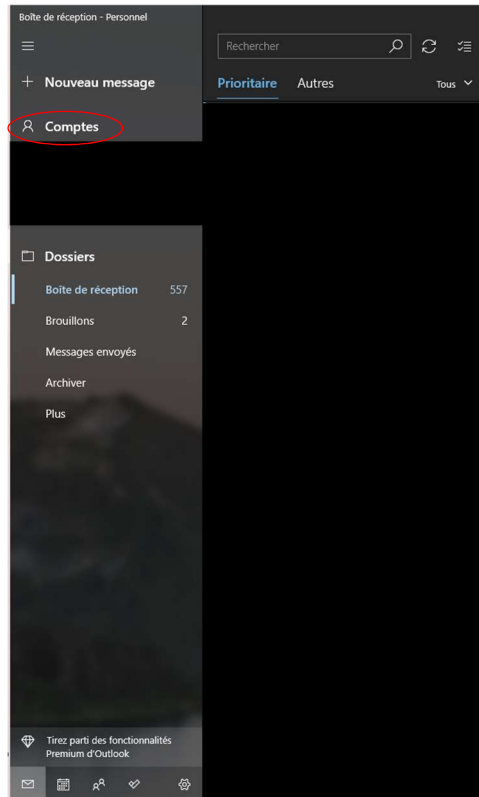 Boîte de réception - Personnel
Rechercher
Nouveau message
Prioritaire Autres Tous
Comptes
Dossiers
Boîte de réception 557
Brouillons 2
Messages envoyés
Archiver
Plus
Tirez parti des fonctionnalités
Premium d'Outlook